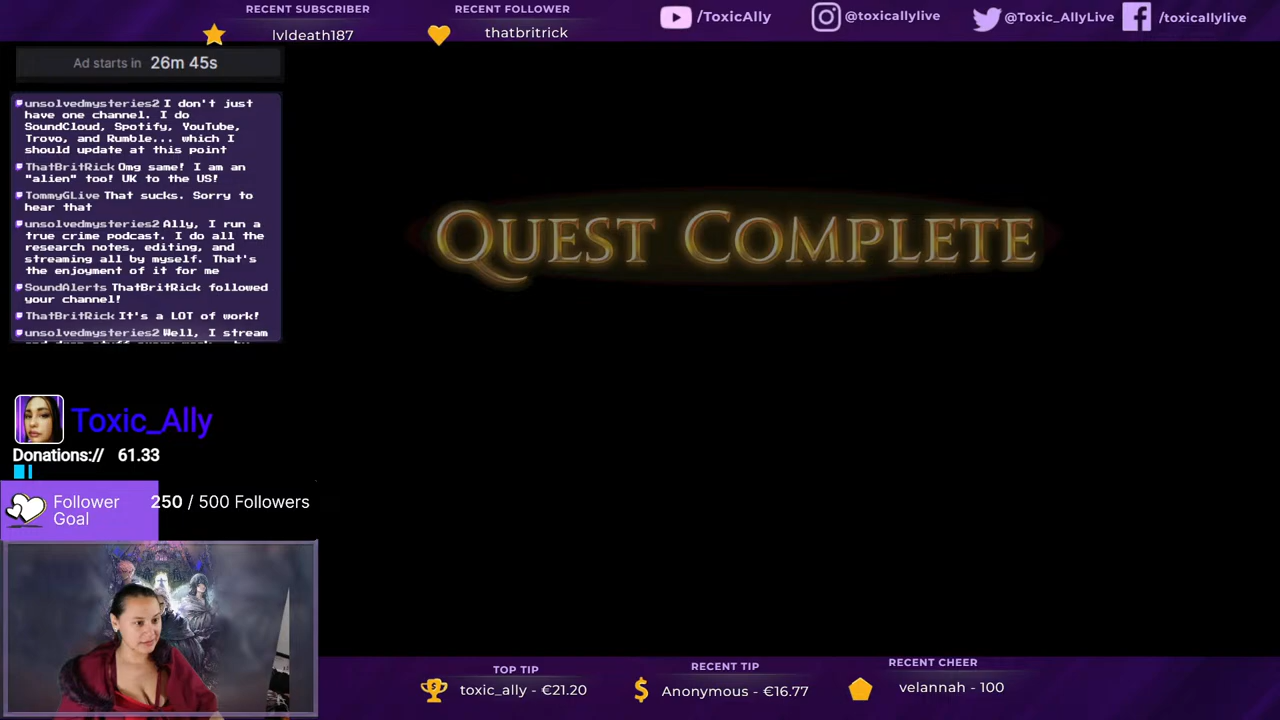 RECENT SUBSCRIBER
lvldeath187
RECENT FOLLOWER
thatbritrick
/ToxicAlly
@toxicallylive
@Toxic_AllyLive
/toxicallylive
Ad starts in 26m 45s
unsolvedmysteries2 I don't just
have one channel. I do
SoundCloud, Spotify, YouTube,
Trovo, and Rumble... which I
should update at this point
ThatBritRick Omg same! I am an
"alien" too! UK to the US!
TommyGLive That sucks. Sorry to
hear that
unsolvedmysteries2 Ally, I run a
true crime podcast. I do all the
research notes, editing, and
streaming all by myself. That's
the enjoyment of it for me
SoundAlerts ThatBritRick followed
your channel!
ThatBritRick It's a LOT of work!
unsolvedmysteries2 Well, I stream
QUEST COMPLETE
Toxic_Ally
Donations:// 61.33
Follower
Goal
250 / 500 Followers
TOP TIP
toxic_ally - €21.20
RECENT TIP
Anonymous - €16.77
RECENT CHEER
velannah - 100